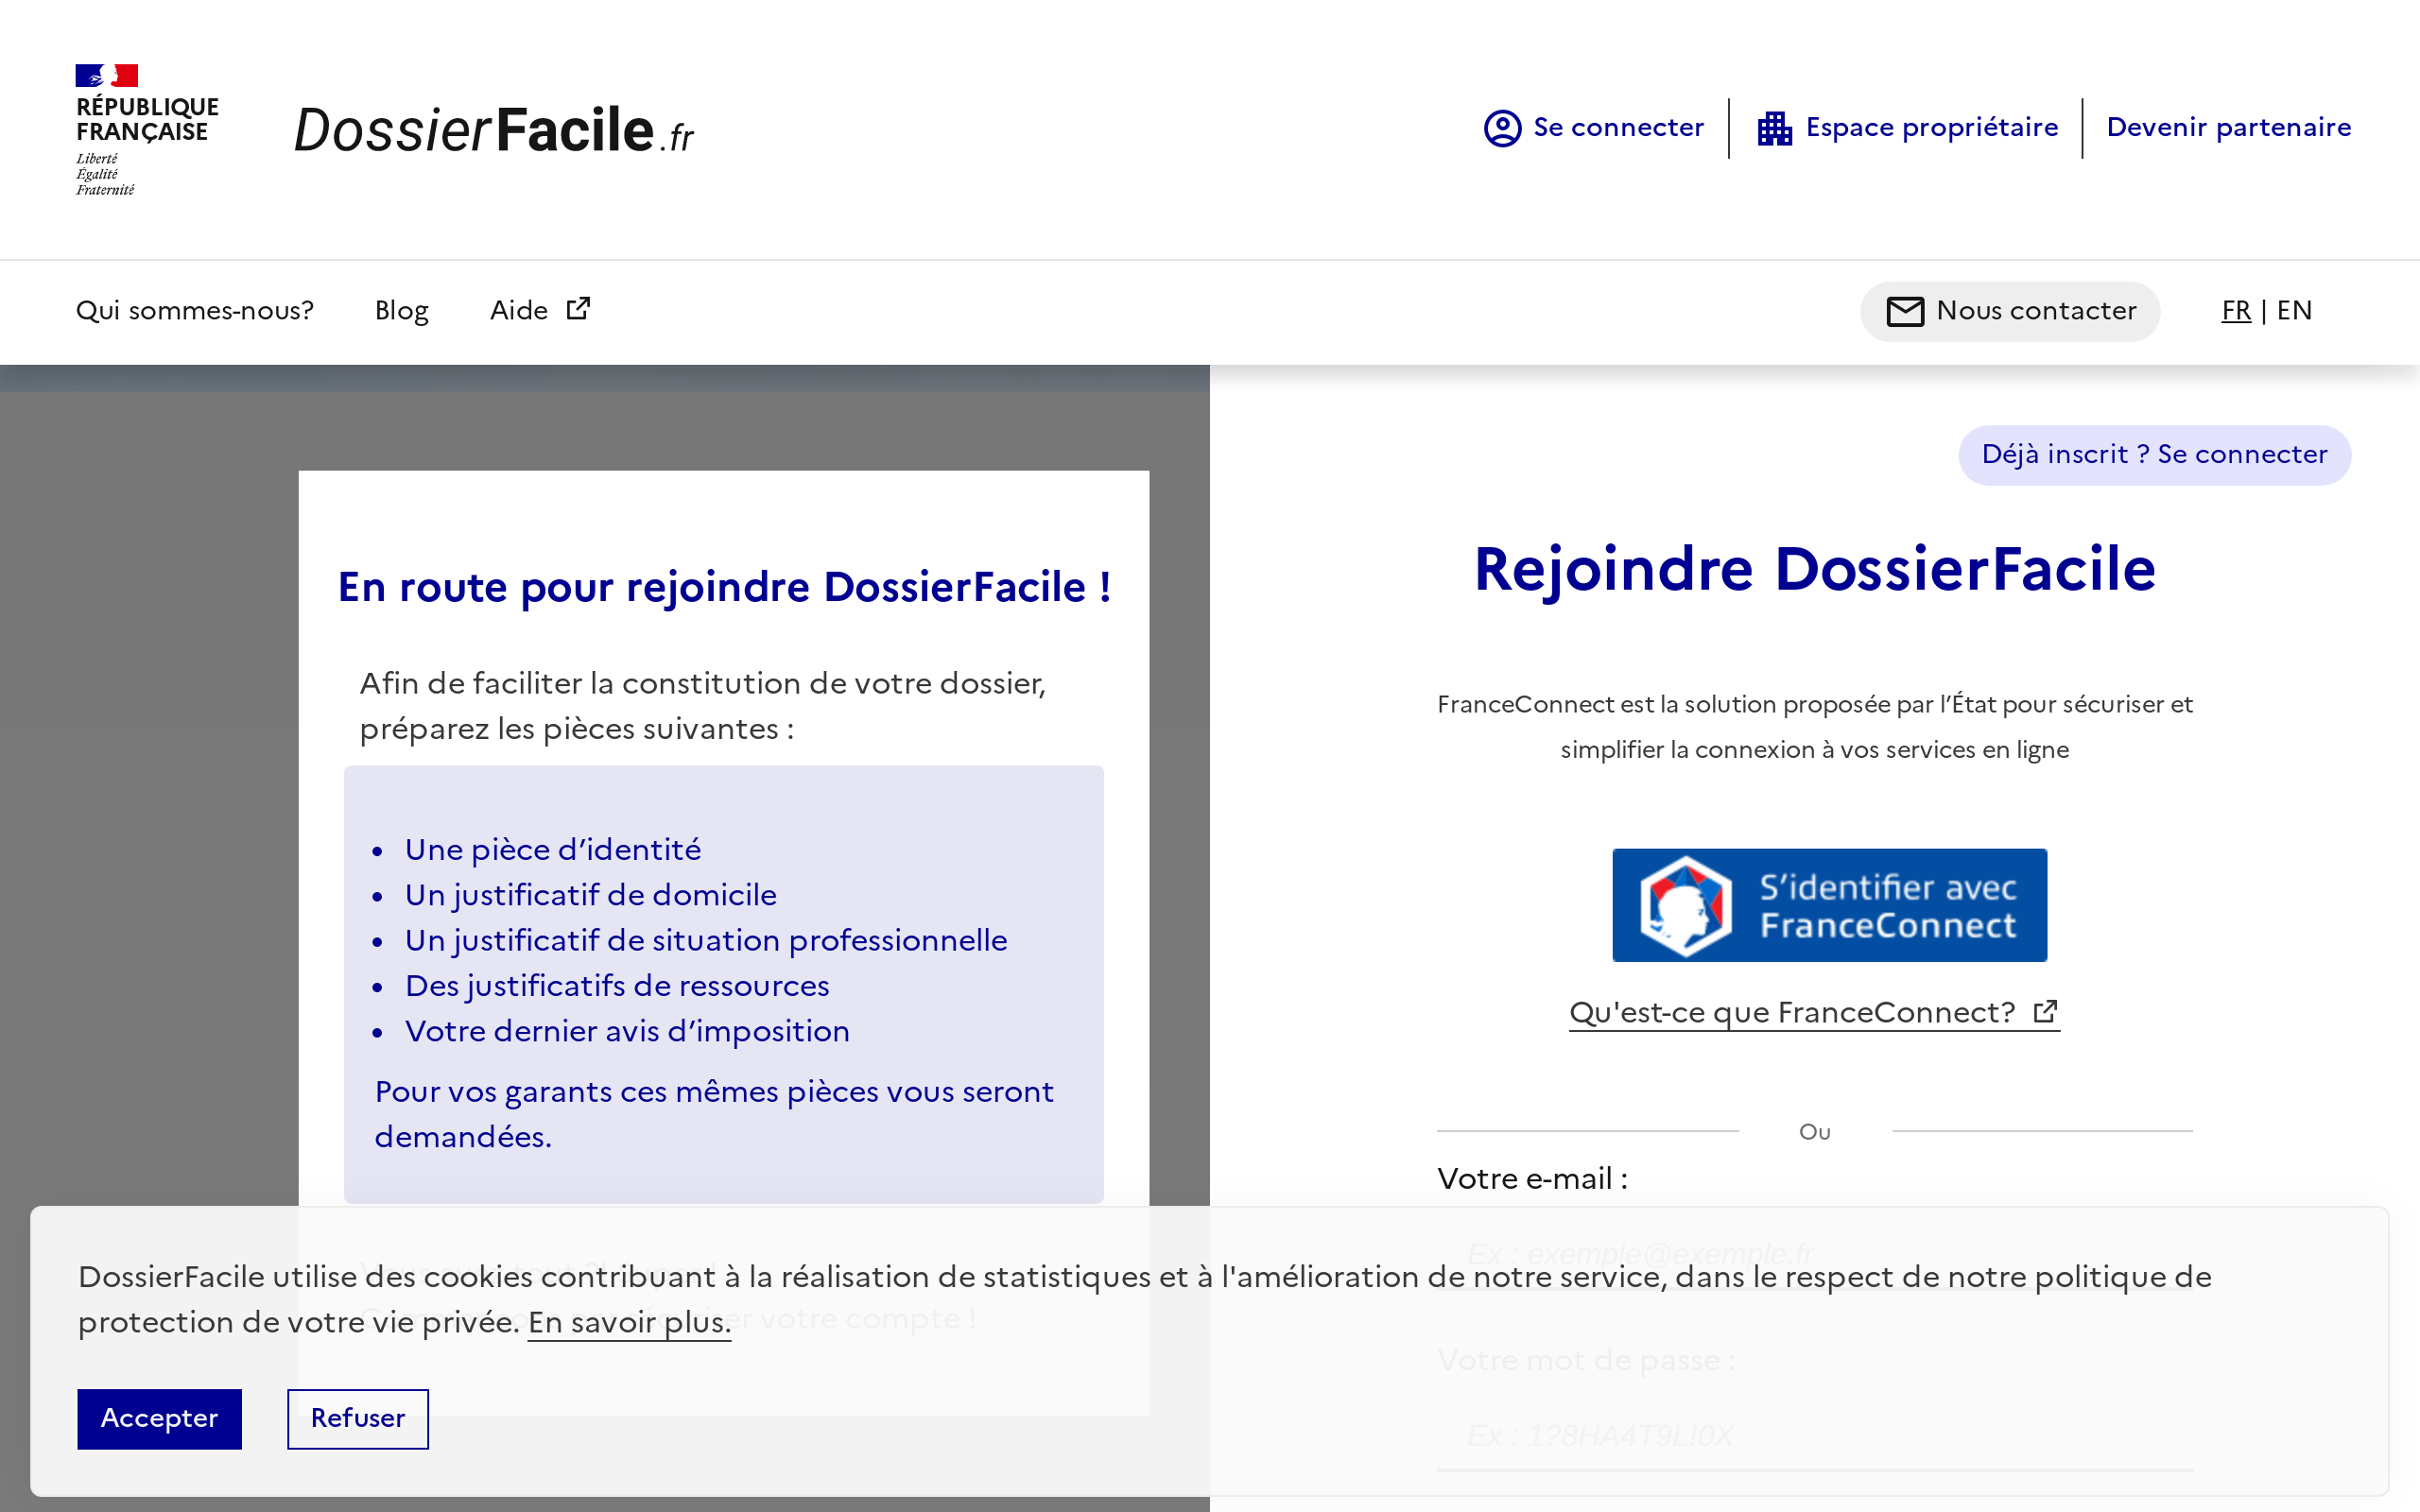 RÉPUBLIQUE
FRANÇAISE
Liberté
Égalité
Fraternité
DossierFacile.fr
Se connecter
Espace propriétaire
Devenir partenaire
Qui sommes-nous?
Blog
Aide
Nous contacter
FR | EN
En route pour rejoindre DossierFacile !
Afin de faciliter la constitution de votre dossier,
préparez les pièces suivantes :
• Une pièce d’identité
• Un justificatif de domicile
• Un justificatif de situation professionnelle
• Des justificatifs de ressources
• Votre dernier avis d’imposition
Pour vos garants ces mêmes pièces vous seront
demandées.
Déjà inscrit ? Se connecter
Rejoindre DossierFacile
FranceConnect est la solution proposée par l’État pour sécuriser et
simplifier la connexion à vos services en ligne
S’identifier avec
FranceConnect
Qu'est-ce que FranceConnect?
Ou
Votre e-mail :
Ex : exemple@exemple.fr
Votre mot de passe :
Ex : 1?8HA4T9L!0X
votre compte !
DossierFacile utilise des cookies contribuant à la réalisation de statistiques et à l'amélioration de notre service, dans le respect de notre politique de
protection de votre vie privée. En savoir plus.
Accepter
Refuser